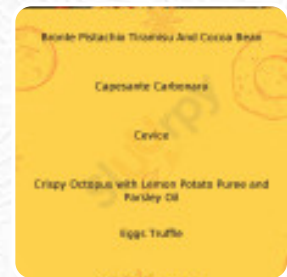 Bronte Pistachio Tiramisu And Cocoa Bean
Capesante Carbonara
Cevice
Crispy Octopus with Lemon Potato Puree and
Parsley Oil
Eggs Truffle